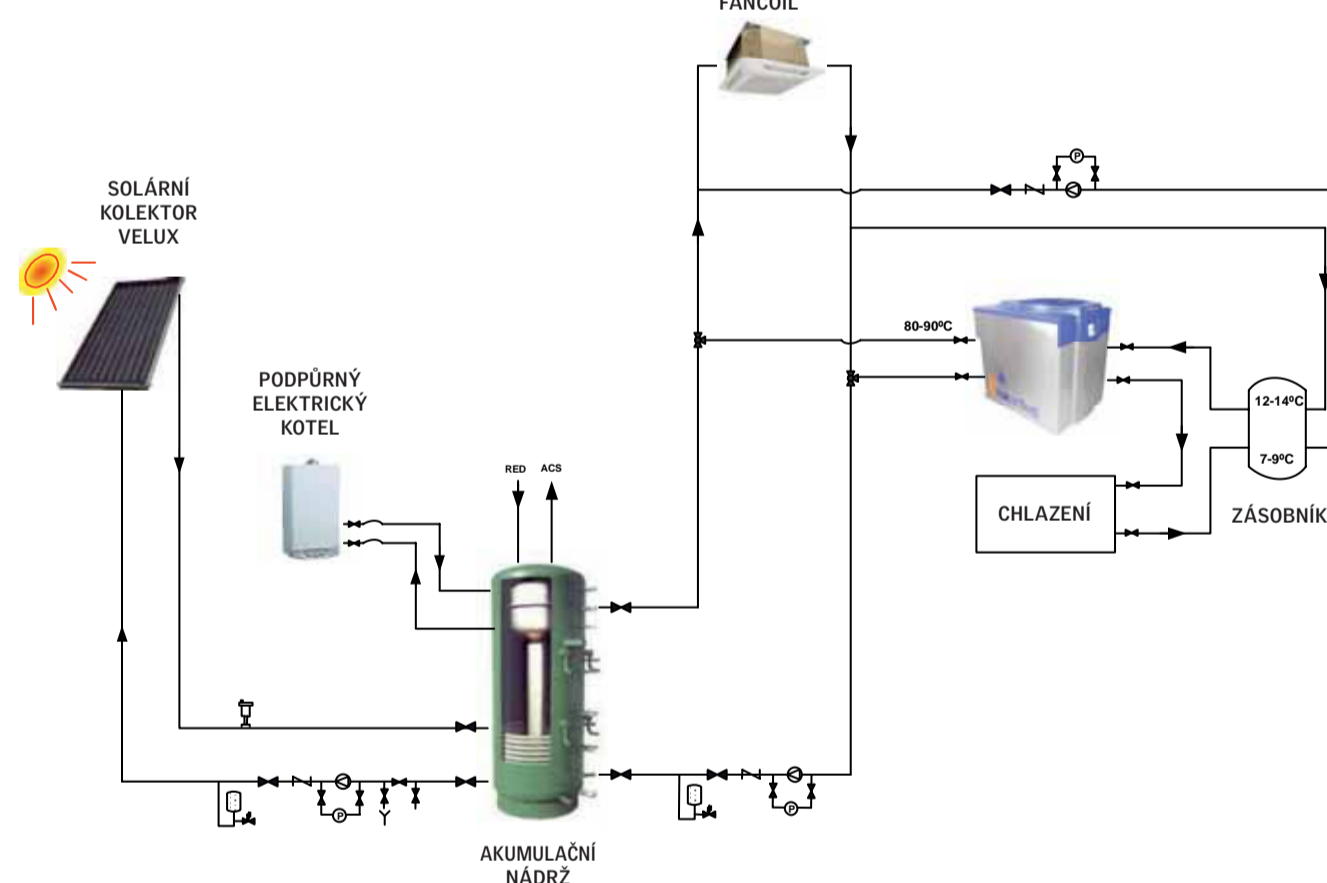 FANCOIL
SOLÁRNÍ
KOLEKTOR
VELUX
PODPŮRNÝ
ELEKTRICKÝ
KOTEL
RED
ACS
80-90ºC
12-14ºC
7-9ºC
CHLAZENÍ
ZÁSOBNÍK
P
P
P
AKUMULAČNÍ
NÁDRŽ